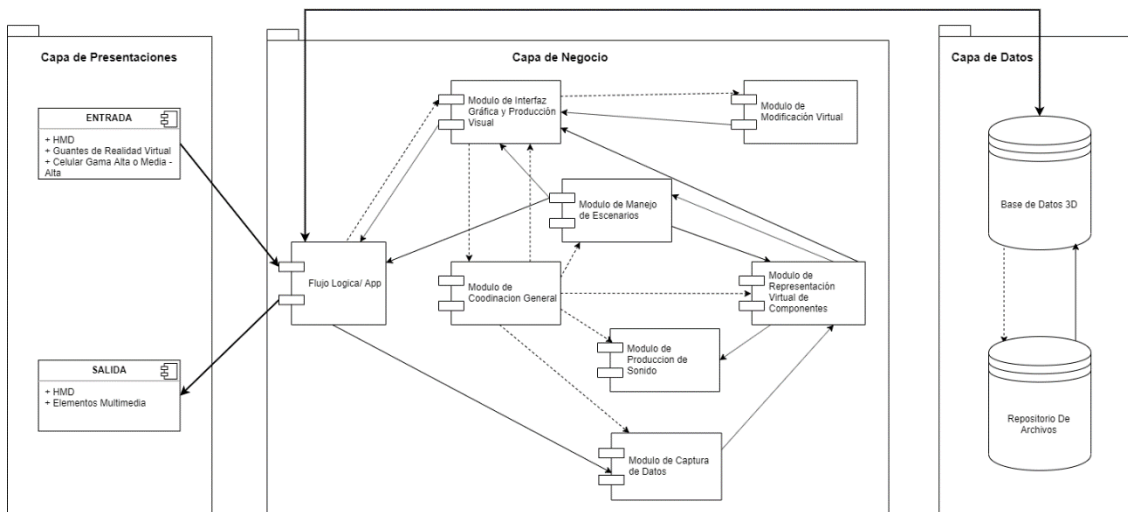 Capa de Presentaciones
ENTRADA
+ HMD
+ Guantes de Realidad Virtual
+ Celular Gama Alta o Media -
Alta
SALIDA
+ HMD
+ Elementos Multimedia
Capa de Negocio
Modulo de Interfaz
Gráfica y Producción
Visual
Modulo de
Modificación Virtual
Modulo de Manejo
de Escenarios
Flujo Logica/ App
Modulo de
Coodinacion General
Modulo de
Representación
Virtual de
Componentes
Modulo de
Produccion de
Sonido
Modulo de Captura
de Datos
Capa de Datos
Base de Datos 3D
Repositorio De
Archivos